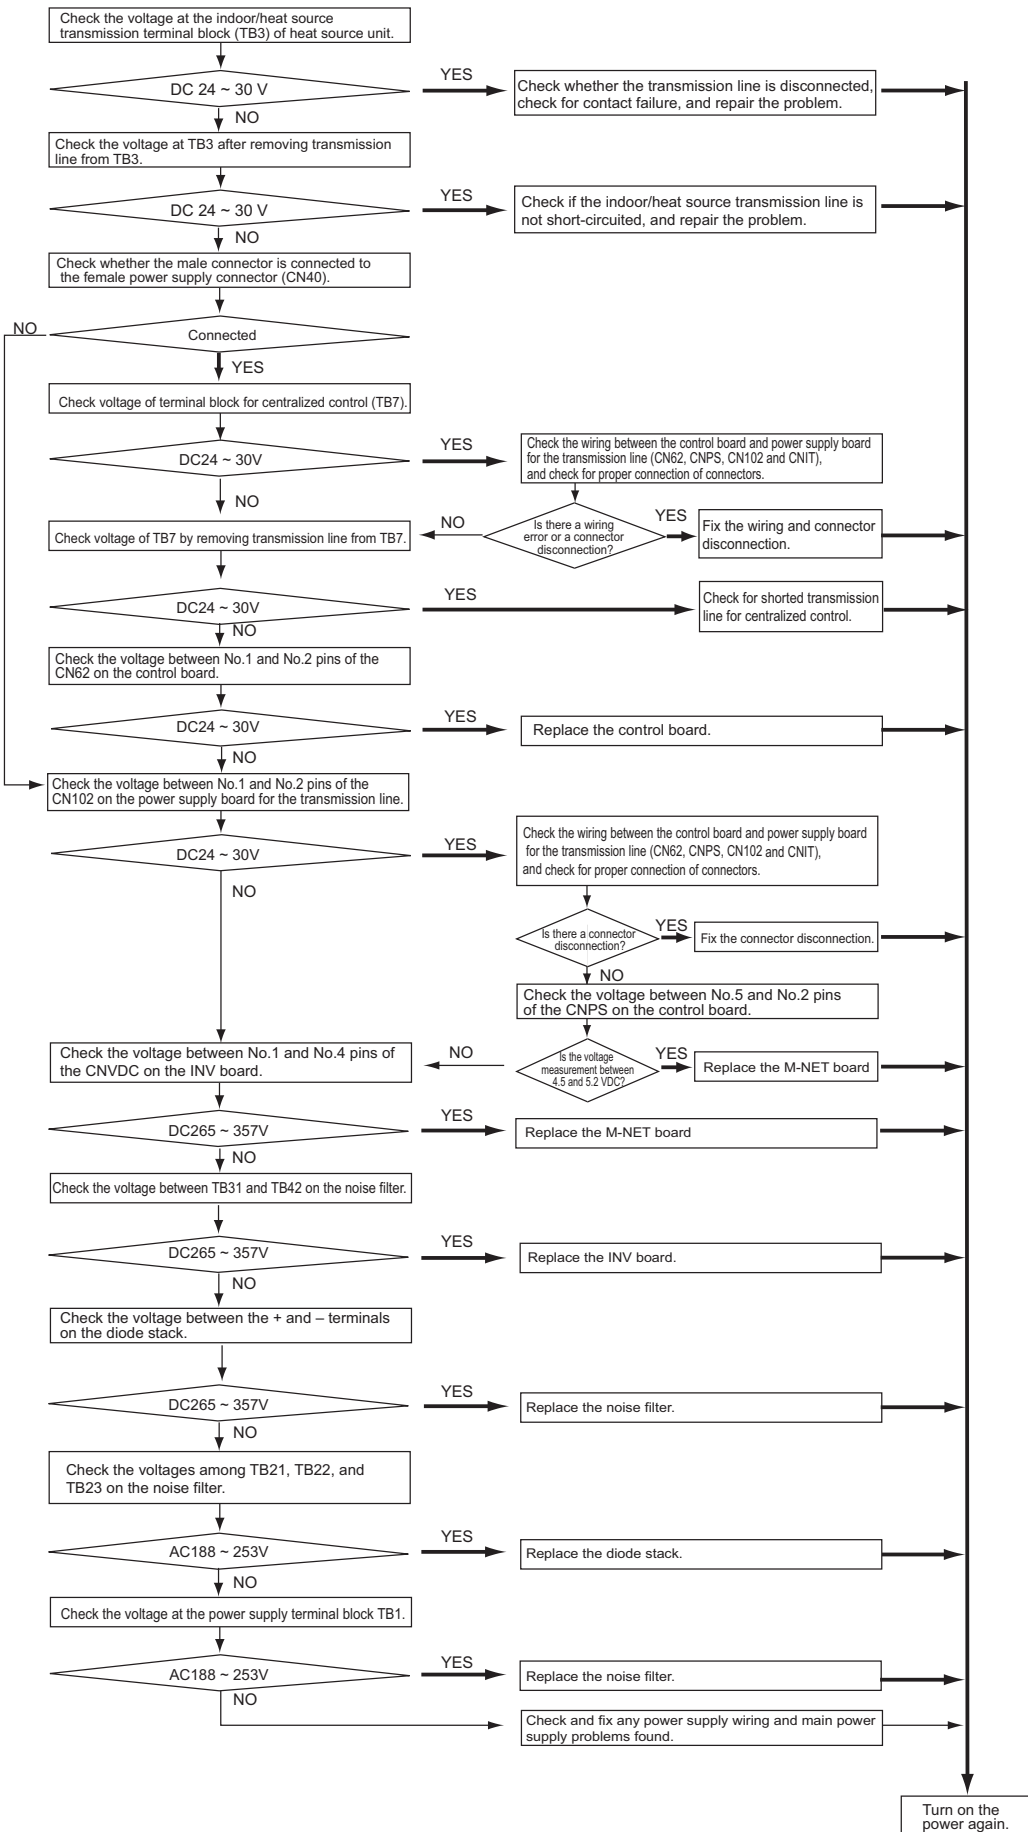 Check the voltage at the indoor/heat source
transmission terminal block (TB3) of heat source unit.
DC 24 ~ 30 V
YES
Check whether the transmission line is disconnected,
check for contact failure, and repair the problem.
NO
Check the voltage at TB3 after removing transmission
line from TB3.
DC 24 ~ 30 V
YES
Check if the indoor/heat source transmission line is
not short-circuited, and repair the problem.
NO
Check whether the male connector is connected to
the female power supply connector (CN40).
NO
Connected
YES
Check voltage of terminal block for centralized control (TB7).
DC24 ~ 30V
YES
Check the wiring between the control board and power supply board
for the transmission line (CN62, CNPS, CN102 and CNIT),
and check for proper connection of connectors.
NO
Is there a wiring
error or a connector
disconnection?
NO
YES
Fix the wiring and connector
disconnection.
Check voltage of TB7 by removing transmission line from TB7.
DC24 ~ 30V
YES
Check for shorted transmission
line for centralized control.
NO
Check the voltage between No.1 and No.2 pins of the
CN62 on the control board.
DC24 ~ 30V
YES
Replace the control board.
NO
Check the voltage between No.1 and No.2 pins of the
CN102 on the power supply board for the transmission line.
DC24 ~ 30V
YES
Check the wiring between the control board and power supply board
for the transmission line (CN62, CNPS, CN102 and CNIT),
and check for proper connection of connectors.
NO
Is there a connector
disconnection?
YES
Fix the connector disconnection.
NO
Check the voltage between No.5 and No.2 pins
of the CNPS on the control board.
Check the voltage between No.1 and No.4 pins of
the CNVDC on the INV board.
NO
Is the voltage
measurement between
4.5 and 5.2 VDC?
YES
Replace the M-NET board
DC265 ~ 357V
YES
Replace the M-NET board
NO
Check the voltage between TB31 and TB42 on the noise filter.
DC265 ~ 357V
YES
Replace the INV board.
NO
Check the voltage between the + and – terminals
on the diode stack.
DC265 ~ 357V
YES
Replace the noise filter.
NO
Check the voltages among TB21, TB22, and
TB23 on the noise filter.
AC188 ~ 253V
YES
Replace the diode stack.
NO
Check the voltage at the power supply terminal block TB1.
AC188 ~ 253V
YES
Replace the noise filter.
NO
Check and fix any power supply wiring and main power
supply problems found.
Turn on the
power again.